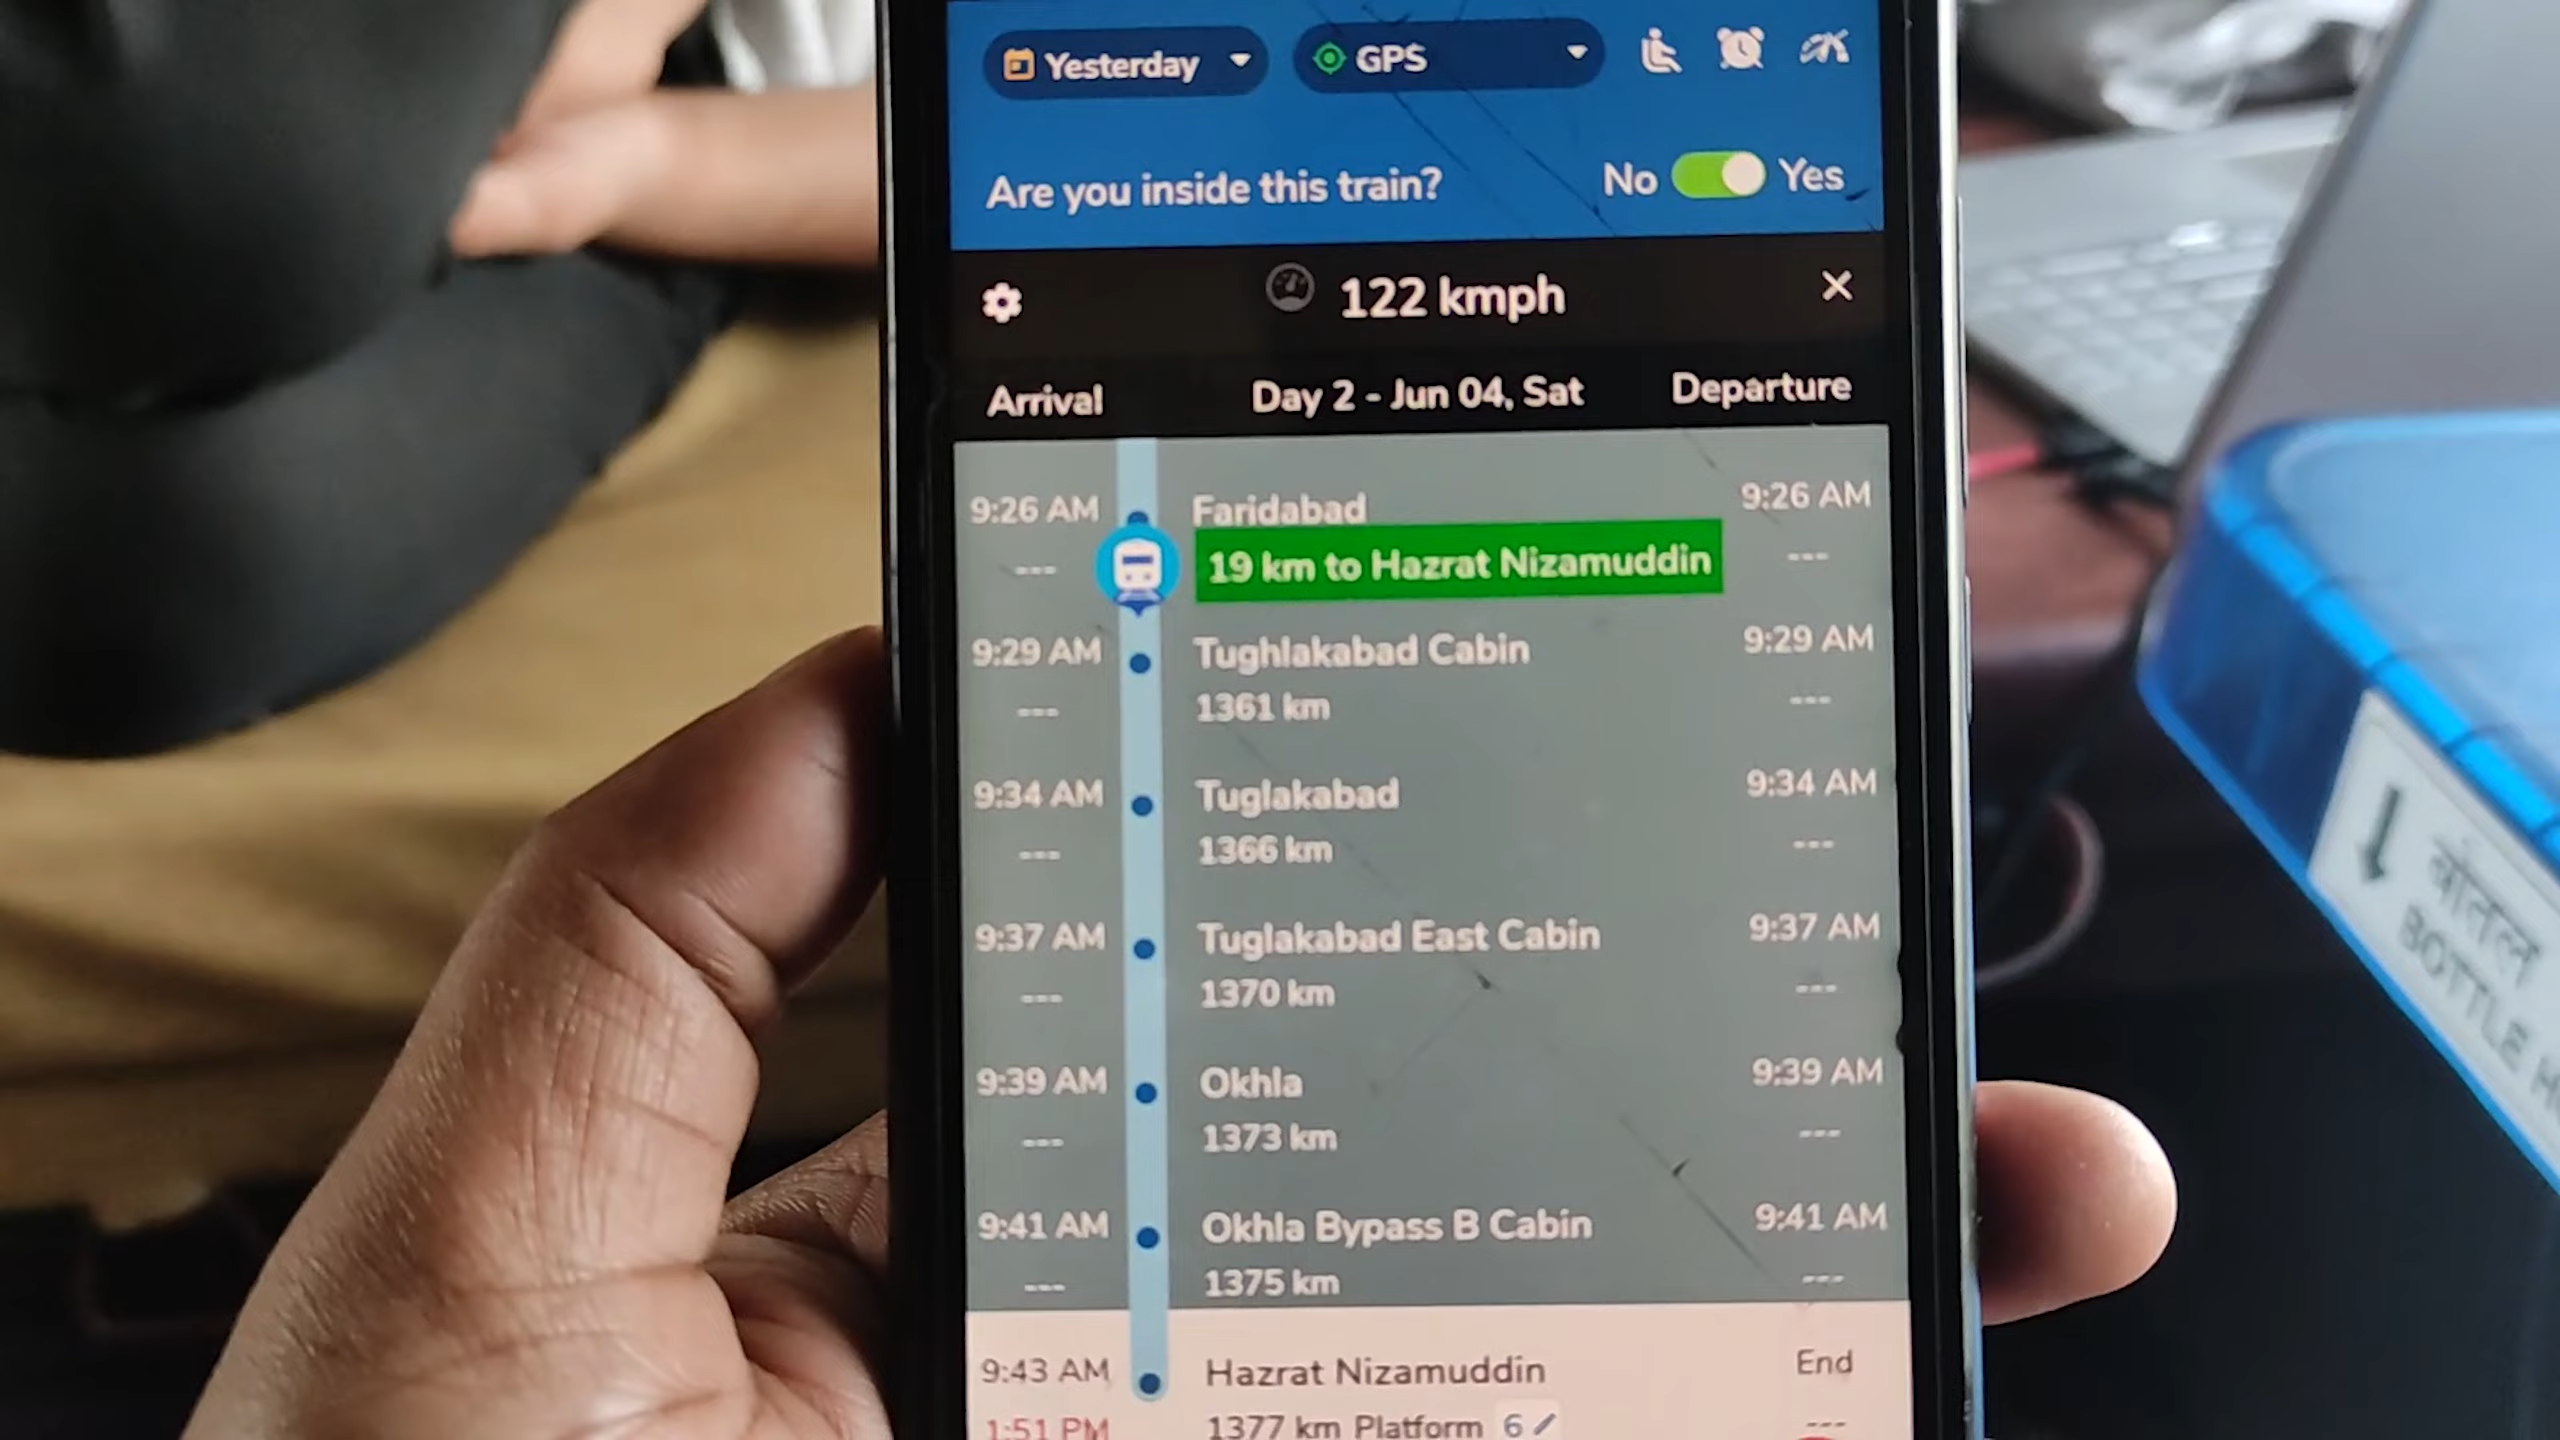 Yesterday GPS
Are you inside this train? No Yes
122 kmph
Arrival Day 2 - Jun 04, Sat Departure
9:26 AM Faridabad 9:26 AM
--- 19 km to Hazrat Nizamuddin ---
9:29 AM Tughlakabad Cabin 9:29 AM
--- 1361 km ---
9:34 AM Tuglakabad 9:34 AM
--- 1366 km ---
9:37 AM Tuglakabad East Cabin 9:37 AM
--- 1370 km ---
9:39 AM Okhla 9:39 AM
--- 1373 km ---
9:41 AM Okhla Bypass B Cabin 9:41 AM
--- 1375 km ---
9:43 AM Hazrat Nizamuddin End
1:51 PM 1377 km Platform 6 ---
बोतल
BOTTLE